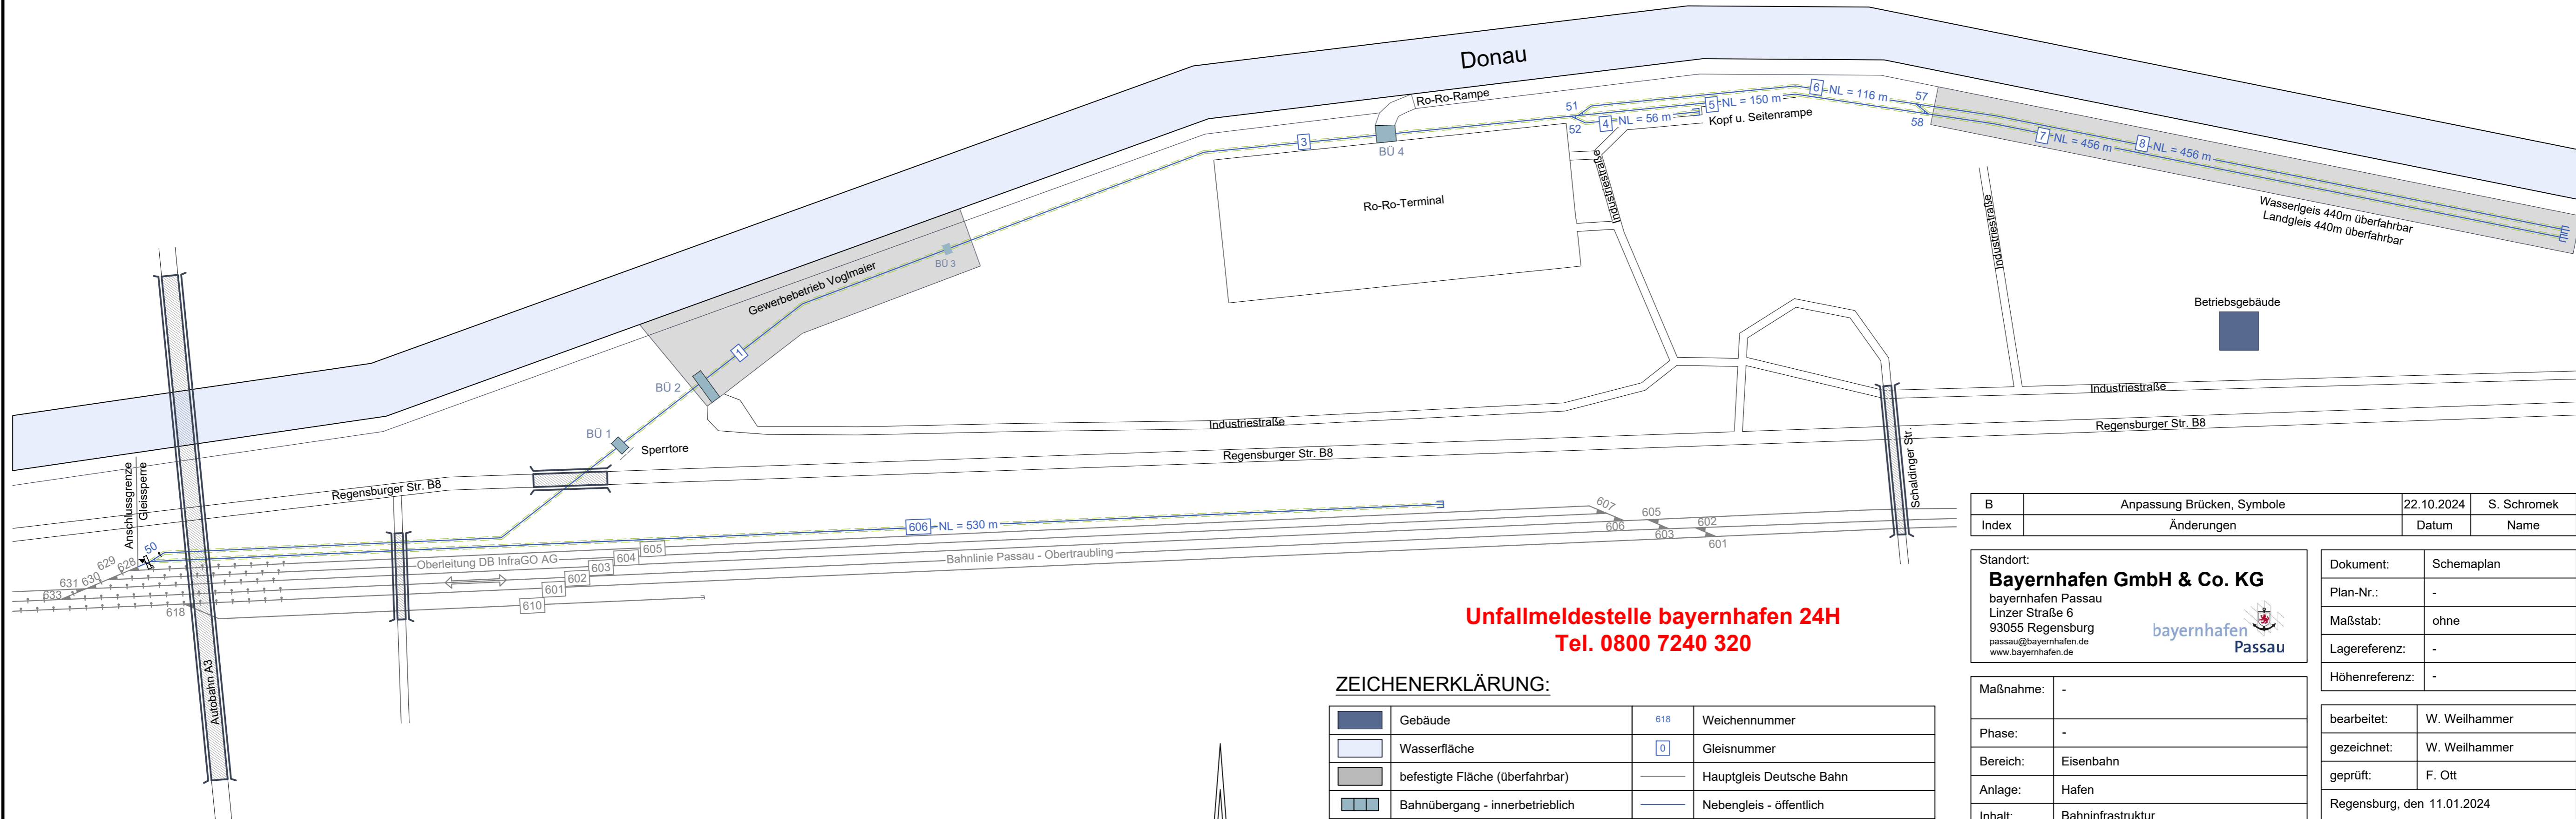 Donau
Ro-Ro-Rampe
51
52
5 NL = 150 m
4 NL = 56 m
Kopf u. Seitenrampe
6 NL = 116 m
57
58
7 NL = 456 m
8 NL = 456 m
Wasserlgeis 440m überfahrbar
Landgleis 440m überfahrbar
3
BÜ 4
Industriestraße
Ro-Ro-Terminal
Industriestraße
Gewerbebetrieb Voglmaier
BÜ 3
1
BÜ 2
BÜ 1
Sperrtore
Betriebsgebäude
Industriestraße
Industriestraße
Regensburger Str. B8
Regensburger Str. B8
Regensburger Str. B8
Schaldinger Str.
Anschlussgrenze
Gleissperre
50
629
628
631
630
633
618
Autobahn A3
606 NL = 530 m
Oberleitung DB InfraGO AG
605
604
603
602
601
610
Bahnlinie Passau - Obertraubling
607
606
605
603
602
601
Unfallmeldestelle bayernhafen 24H
Tel. 0800 7240 320
ZEICHENERKLÄRUNG:
Gebäude
618 Weichennummer
Wasserfläche
0 Gleisnummer
befestigte Fläche (überfahrbar)
Hauptgleis Deutsche Bahn
Bahnübergang - innerbetrieblich
Nebengleis - öffentlich
B Anpassung Brücken, Symbole 22.10.2024 S. Schromek
Index Änderungen Datum Name
Standort:
Bayernhafen GmbH & Co. KG
bayernhafen Passau
Linzer Straße 6
93055 Regensburg
passau@bayernhafen.de
www.bayernhafen.de
bayernhafen
Passau
Dokument: Schemaplan
Plan-Nr.: -
Maßstab: ohne
Lagereferenz: -
Höhenreferenz: -
Maßnahme: -
Phase: -
Bereich: Eisenbahn
Anlage: Hafen
Inhalt: Bahninfrastruktur
bearbeitet: W. Weilhammer
gezeichnet: W. Weilhammer
geprüft: F. Ott
Regensburg, den 11.01.2024